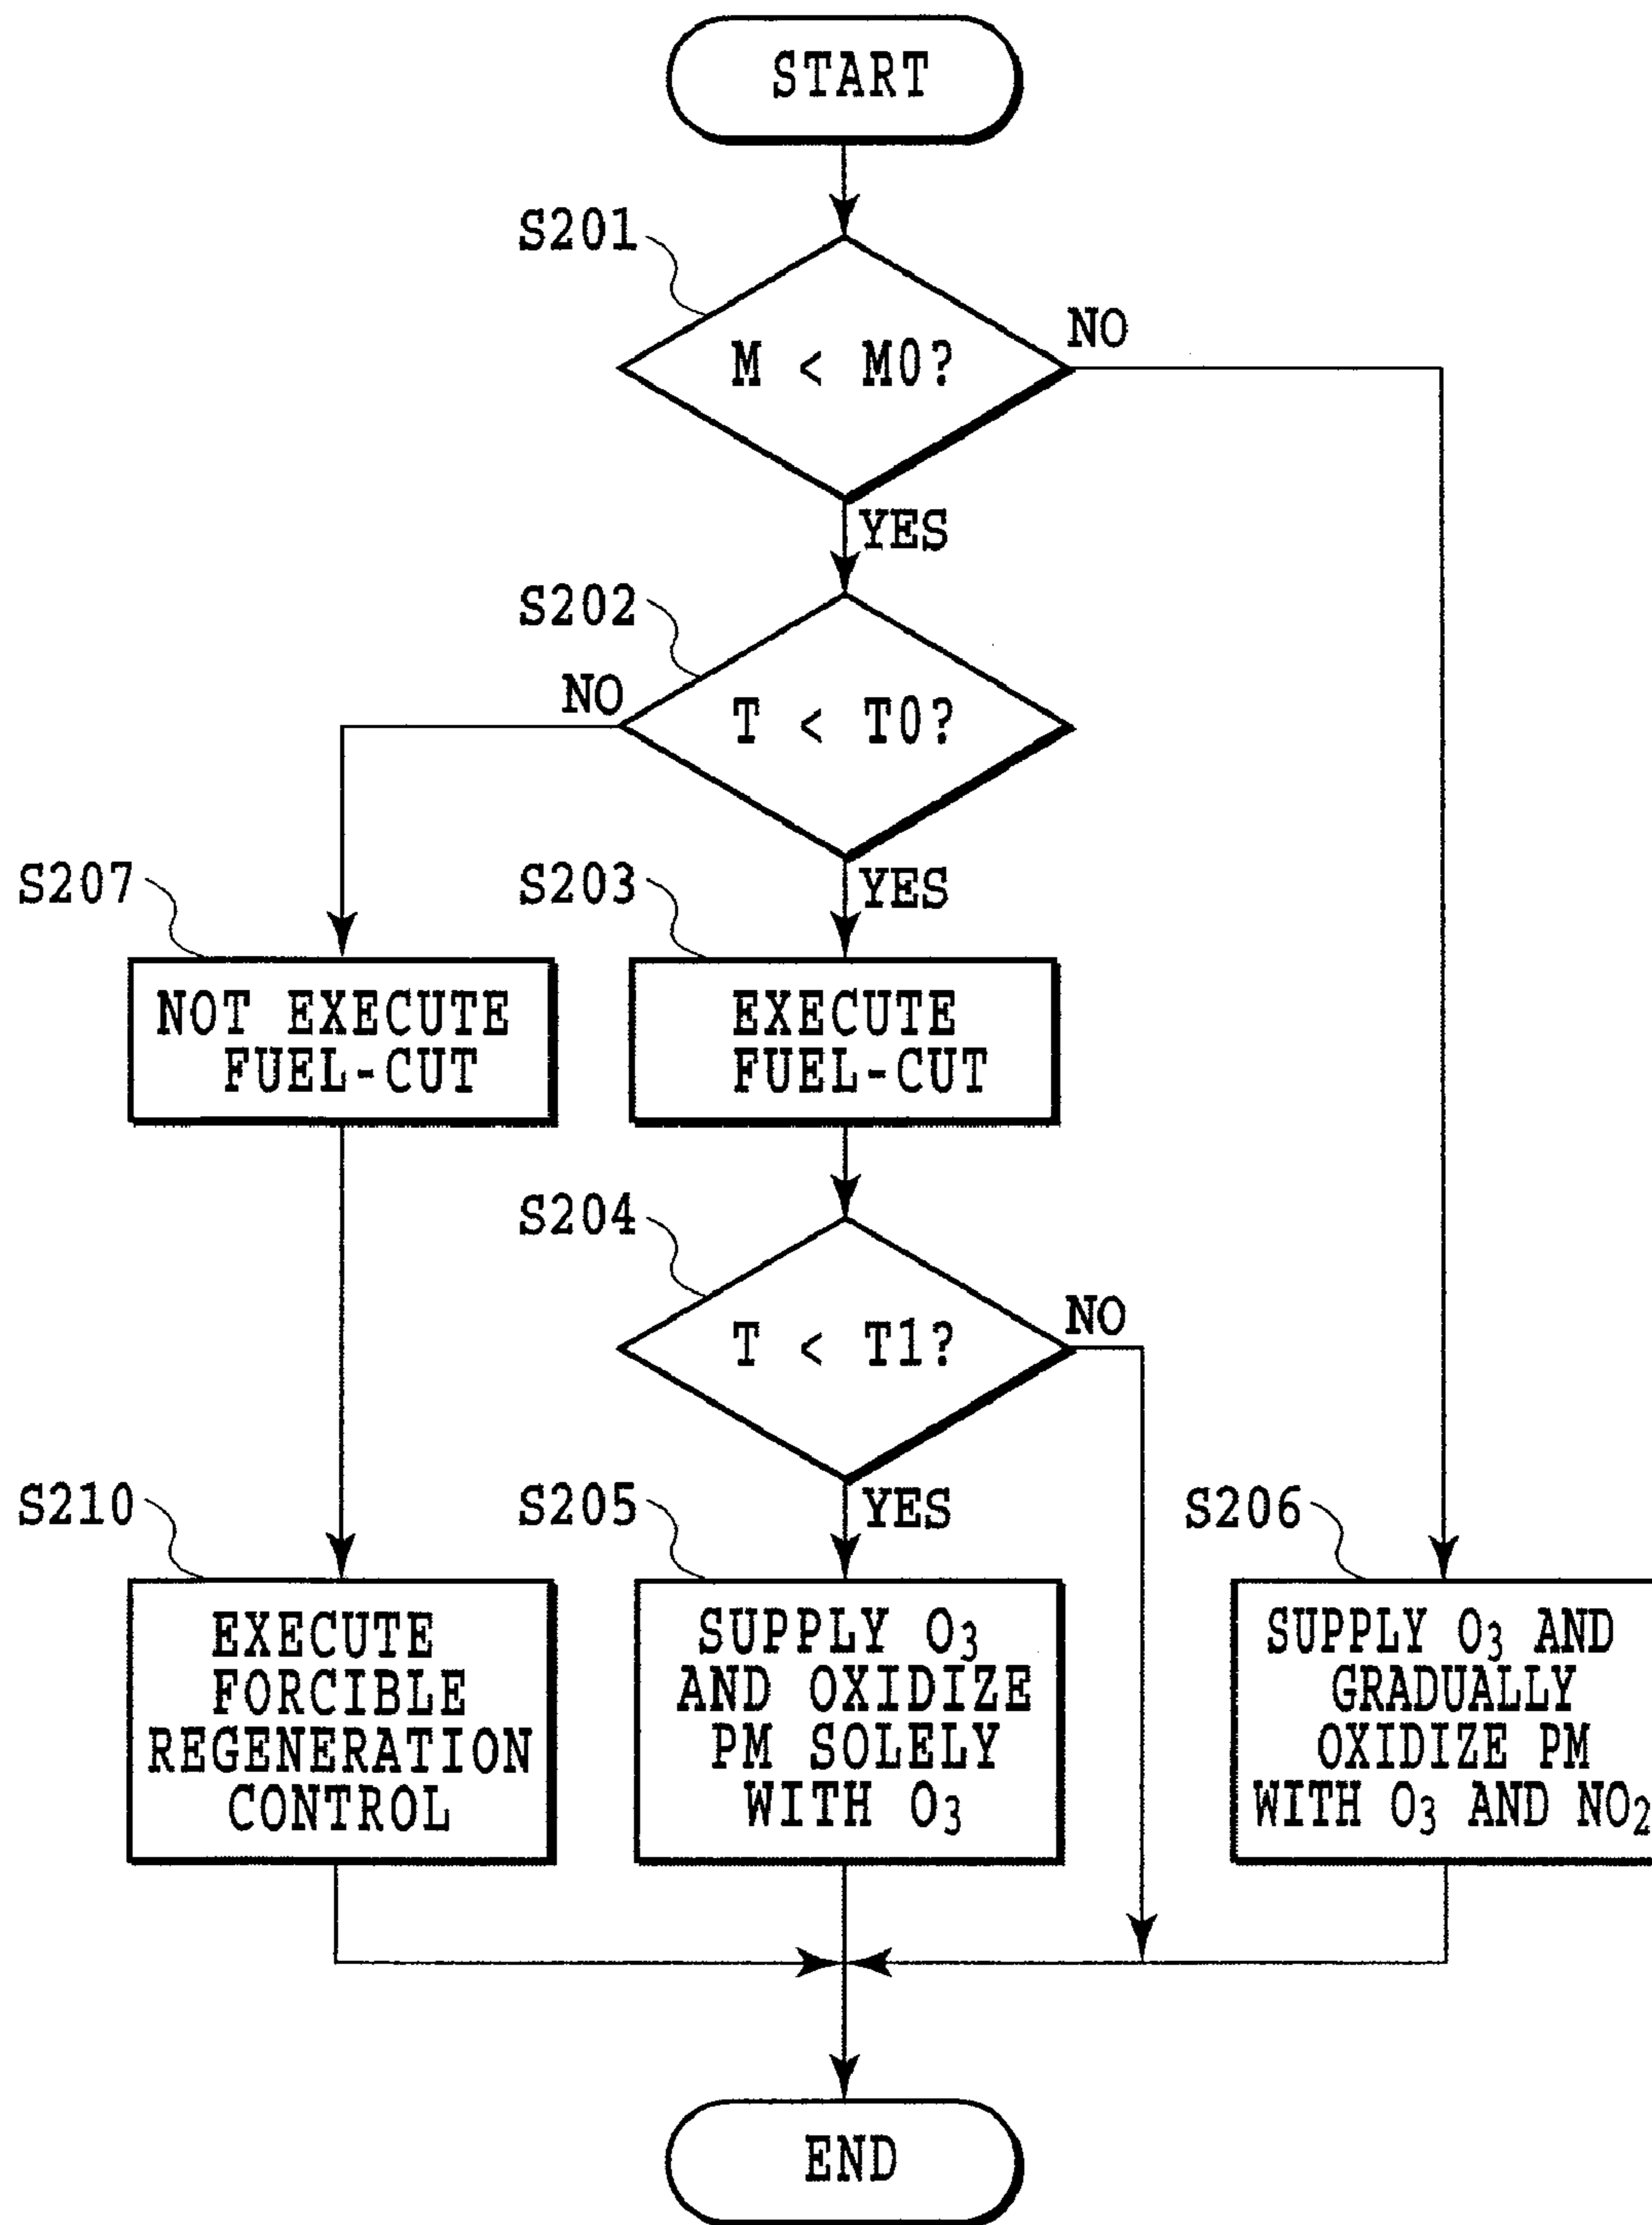 START
S201
M < M0?
NO
YES
S202
NO
T < T0?
YES
S207
S203
NOT EXECUTE
FUEL-CUT
EXECUTE
FUEL-CUT
S204
T < T1?
NO
YES
S210
S205
S206
EXECUTE
FORCIBLE
REGENERATION
CONTROL
SUPPLY O₃
AND OXIDIZE
PM SOLELY
WITH O₃
SUPPLY O₃ AND
GRADUALLY
OXIDIZE PM
WITH O₃ AND NO₂
END